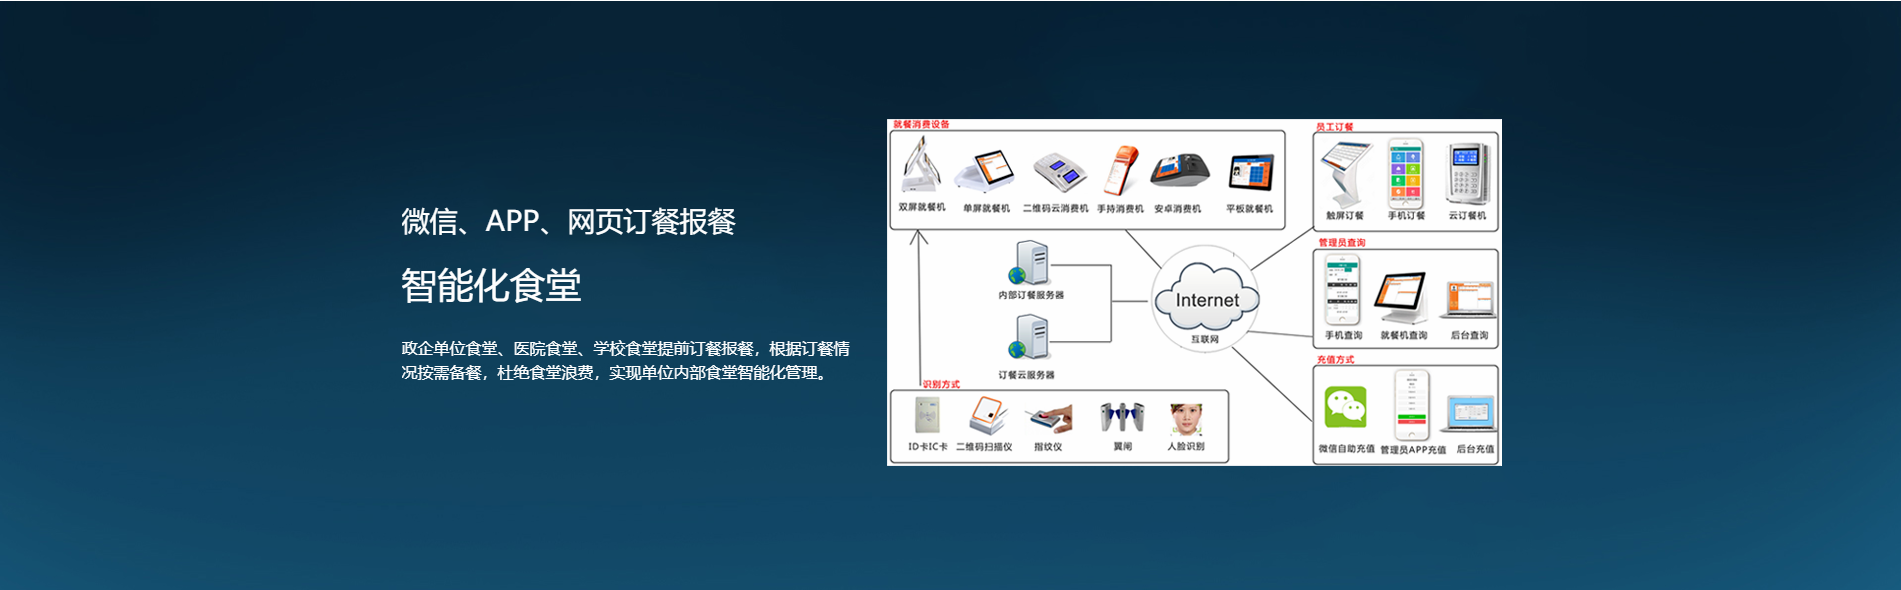 微信、APP、网页订餐报餐
智能化食堂
政企单位食堂、医院食堂、学校食堂提前订餐报餐，根据订餐情
况按需备餐，杜绝食堂浪费，实现单位内部食堂智能化管理。
就餐消费设备
双屏就餐机 单屏就餐机 二维码云消费机 手持消费机 安卓消费机 平板就餐机
员工订餐
触屏订餐 手机订餐 云订餐机
内部订餐服务器
订餐云服务器
Internet
互联网
管理员查询
手机查询 就餐机查询 后台查询
识别方式
ID卡IC卡 二维码扫描仪 指纹仪 翼闸 人脸识别
充值方式
微信自助充值 管理员APP充值 后台充值